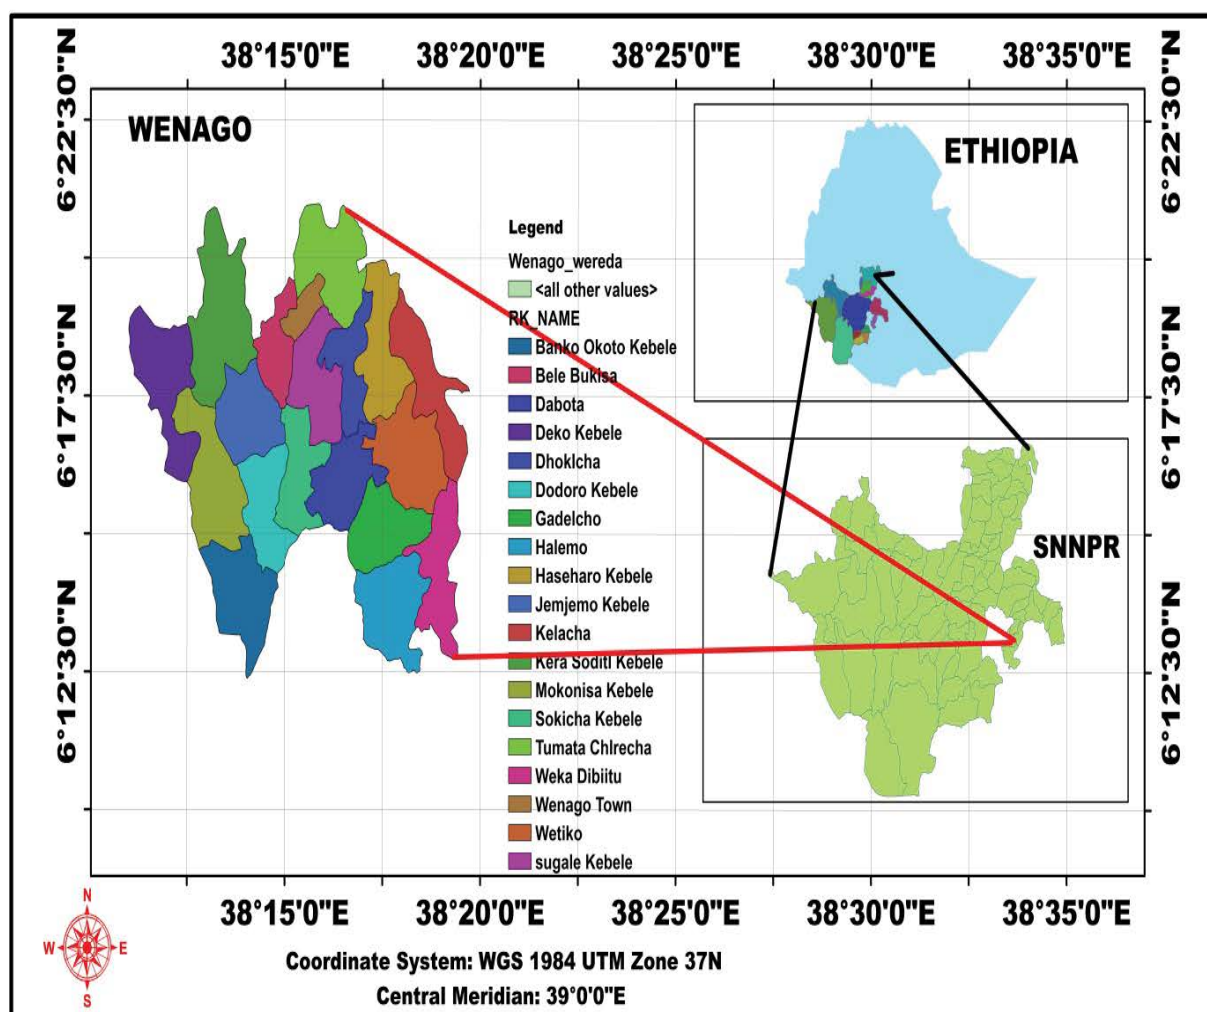 38°15'0"E 38°20'0"E 38°25'0"E 38°30'0"E 38°35'0"E
6°22'30"N
6°17'30"N
6°12'30"N
WENAGO
ETHIOPIA
SNNPR
Legend
Wenago_wereda
<all other values>
RK_NAME
Banko Okoto Kebele
Bele Bukisa
Dabota
Deko Kebele
Dhoklcha
Dodoro Kebele
Gadelcho
Halemo
Haseharo Kebele
Jemjemo Kebele
Kelacha
Kera Soditl Kebele
Mokonisa Kebele
Sokicha Kebele
Tumata Chlrecha
Weka Dibiitu
Wenago Town
Wetiko
sugale Kebele
6°22'30"N
6°17'30"N
6°12'30"N
38°15'0"E 38°20'0"E 38°25'0"E 38°30'0"E 38°35'0"E
N
W E
S
Coordinate System: WGS 1984 UTM Zone 37N
Central Meridian: 39°0'0"E